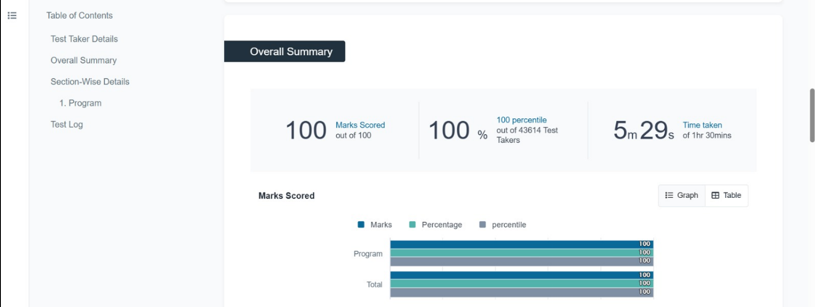 Table of Contents
Test Taker Details
Overall Summary
Section-Wise Details
1. Program
Test Log
Overall Summary
100 Marks Scored
out of 100
100 % 100 percentile
out of 43614 Test
Takers
5m 29s Time taken
of 1hr 30mins
Marks Scored
Graph Table
Marks Percentage percentile
Program
100
100
100
Total
100
100
100